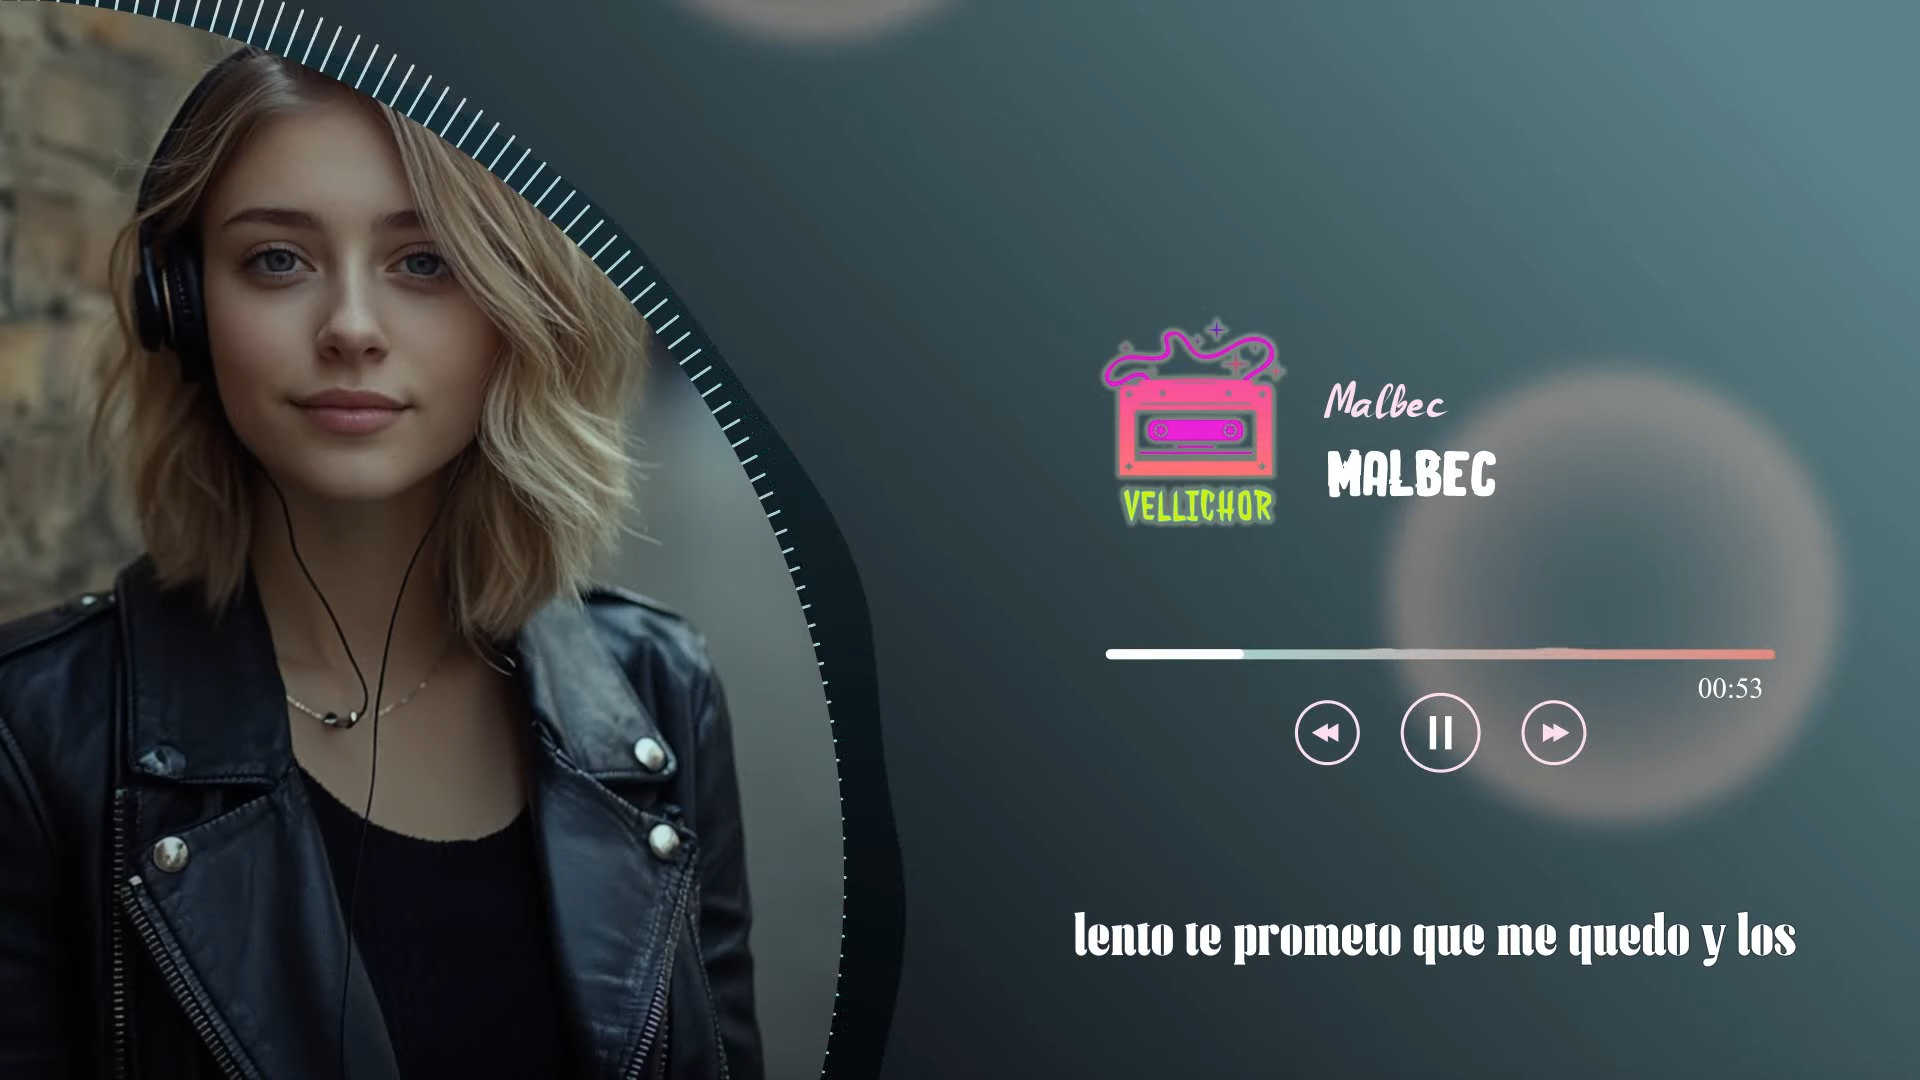 Malbec
MALBEC
VELLICHOR
00:53
lento te prometo que me quedo y los